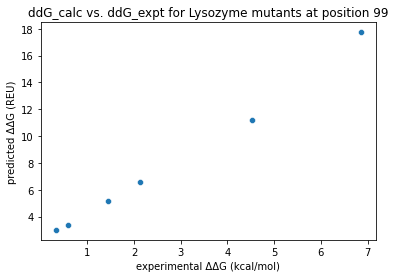 ddG_calc vs. ddG_expt for Lysozyme mutants at position 99
18
16
14
12
10
8
6
4
predicted ΔΔG (REU)
1 2 3 4 5 6 7
experimental ΔΔG (kcal/mol)